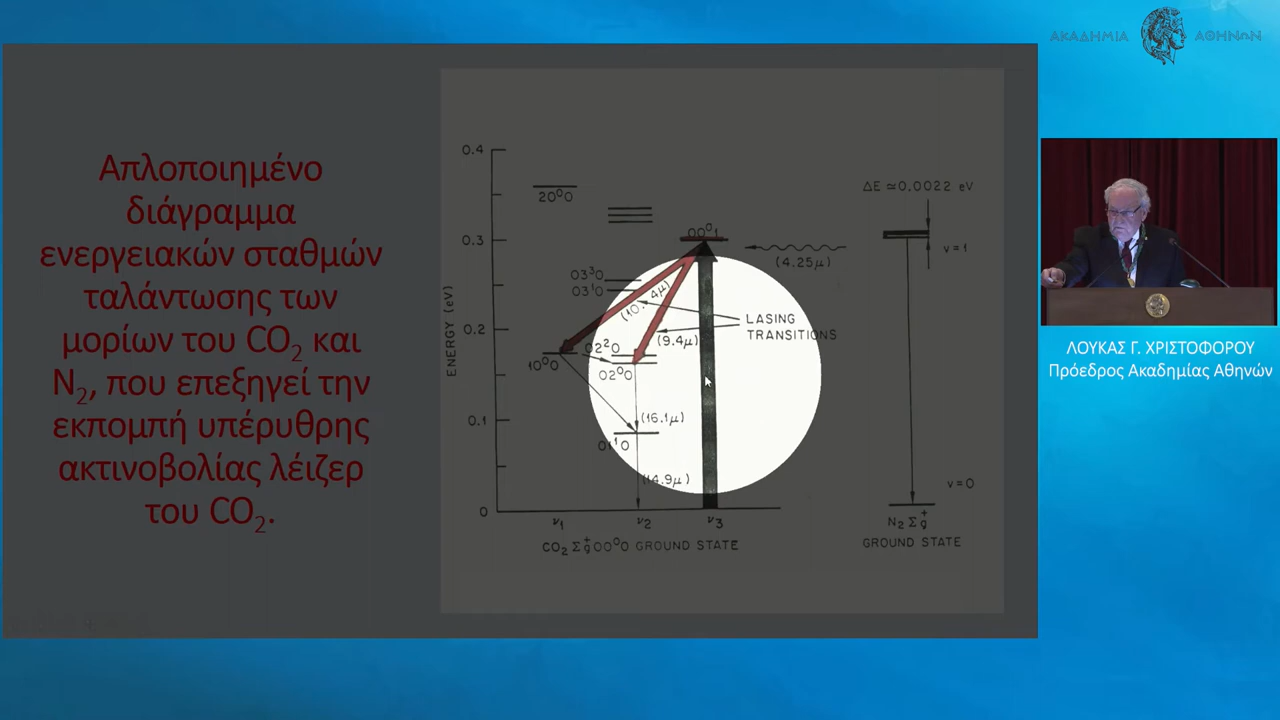 ΑΚΑΔΗΜΙΑ ΑΘΗΝΩΝ
Απλοποιημένο
διάγραμμα
ενεργειακών σταθμών
ταλάντωσης των
μορίων του CO₂ και
N₂, που επεξηγεί την
εκπομπή υπέρυθρης
ακτινοβολίας λέιζερ
του CO₂.
ENERGY (eV)
0.4
0.3
0.2
0.1
0
20⁰0
00⁰1
03³0
03¹0
(4.25μ)
LASING
TRANSITIONS
(9.4μ)
02²0
10⁰0
02⁰0
(16.1μ)
01¹0
(14.9μ)
ν₁
ν₂
ν₃
CO₂ Σg⁺ 00⁰0 GROUND STATE
ΔE ≃ 0.0022 eV
v=1
v=0
N₂ Σg⁺
GROUND STATE
ΛΟΥΚΑΣ Γ. ΧΡΙΣΤΟΦΟΡΟΥ
Πρόεδρος Ακαδημίας Αθηνών